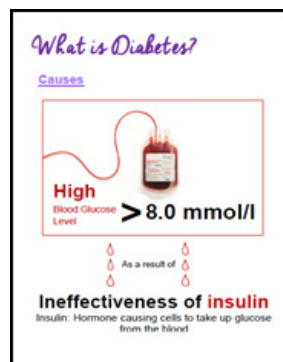 What is Diabetes?
Causes
High
Blood Glucose
Level
> 8.0 mmol/l
As a result of
Ineffectiveness of insulin
Insulin: Hormone causing cells to take up glucose
from the blood